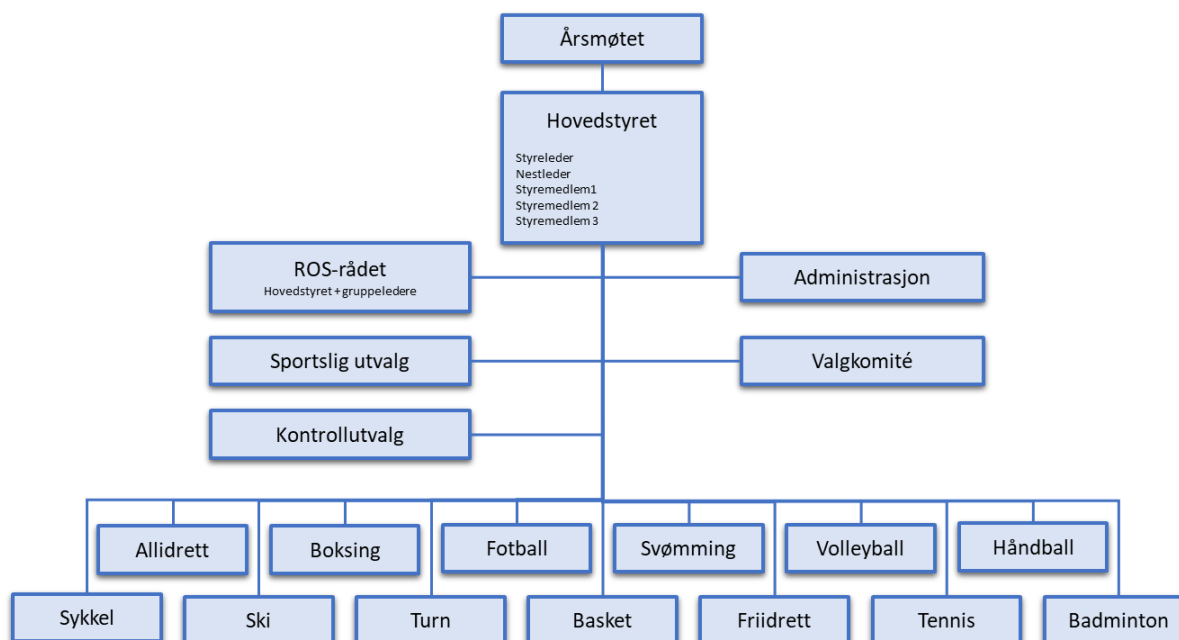 Årsmøtet
Hovedstyret
Styreleder
Nestleder
Styremedlem1
Styremedlem 2
Styremedlem 3
ROS-rådet
Hovedstyret + gruppeledere
Administrasjon
Sportslig utvalg
Valgkomité
Kontrollutvalg
Allidrett
Boksing
Fotball
Svømming
Volleyball
Håndball
Sykkel
Ski
Turn
Basket
Friidrett
Tennis
Badminton